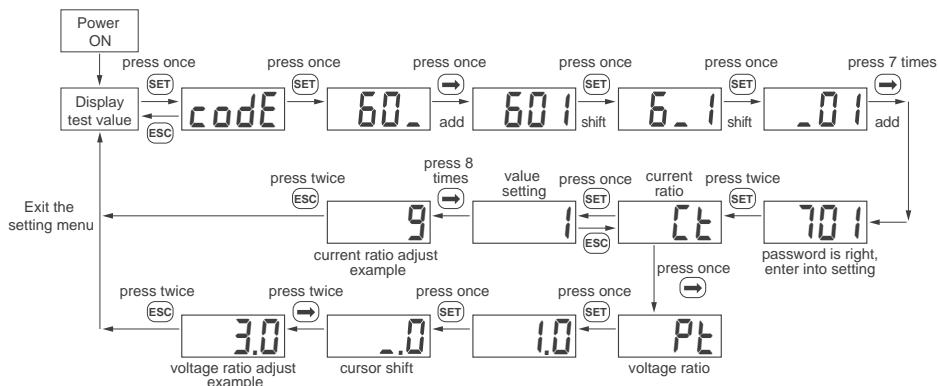 Power
ON
press once
press once
press once
press once
press once
press 7 times
SET
SET
SET
SET
Display
test value
codE
60_
601
6_1
_01
ESC
add
shift
shift
add
Exit the
setting menu
press twice
ESC
press 8
times
value
setting
press once
SET
current
ratio
press twice
SET
9
1
ESC
Ct
701
current ratio adjust
example
password is right,
enter into setting
press once
press twice
press twice
press once
press once
ESC
SET
SET
3.0
_.0
1.0
Pt
voltage ratio adjust
example
cursor shift
voltage ratio